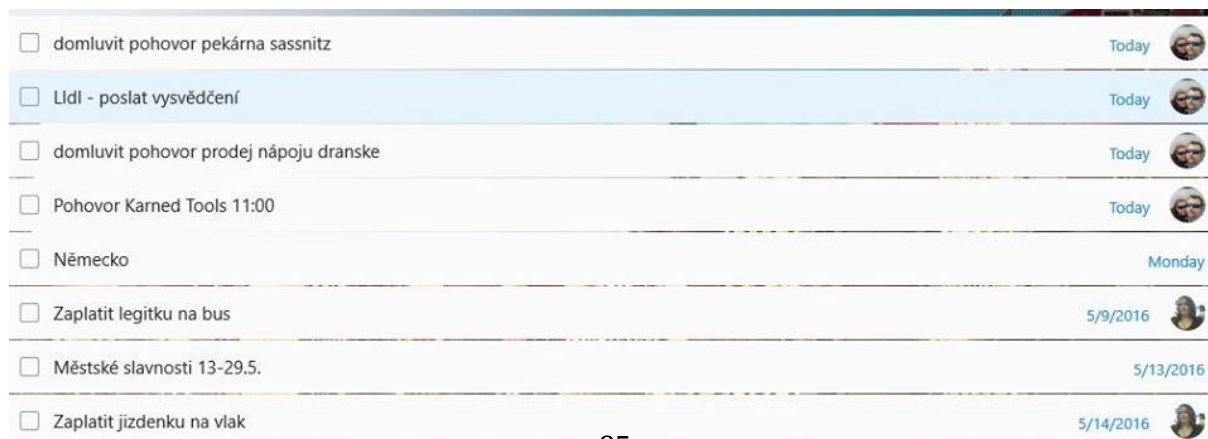 domluvit pohovor pekárna sassnitz Today
LIdl - poslat vysvědčení Today
domluvit pohovor prodej nápoju dranske Today
Pohovor Karned Tools 11:00 Today
Německo Monday
Zaplatit legitku na bus 5/9/2016
Městské slavnosti 13-29.5. 5/13/2016
Zaplatit jizdenku na vlak 5/14/2016